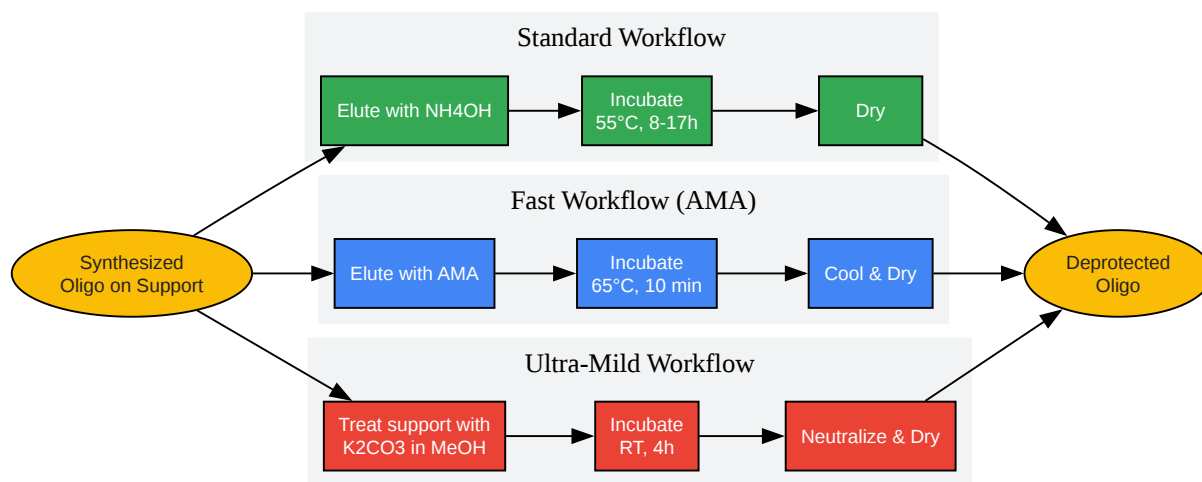 Standard Workflow
Elute with NH4OH
Incubate
55°C, 8-17h
Dry
Fast Workflow (AMA)
Synthesized
Oligo on Support
Elute with AMA
Incubate
65°C, 10 min
Cool & Dry
Deprotected
Oligo
Ultra-Mild Workflow
Treat support with
K2CO3 in MeOH
Incubate
RT, 4h
Neutralize & Dry